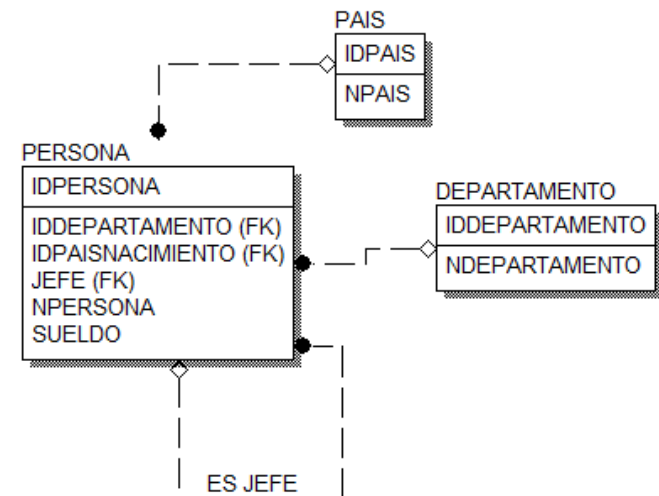 PAIS
IDPAIS
NPAIS
PERSONA
IDPERSONA
IDDEPARTAMENTO (FK)
IDPAISNACIMIENTO (FK)
JEFE (FK)
NPERSONA
SUELDO
DEPARTAMENTO
IDDEPARTAMENTO
NDEPARTAMENTO
ES JEFE